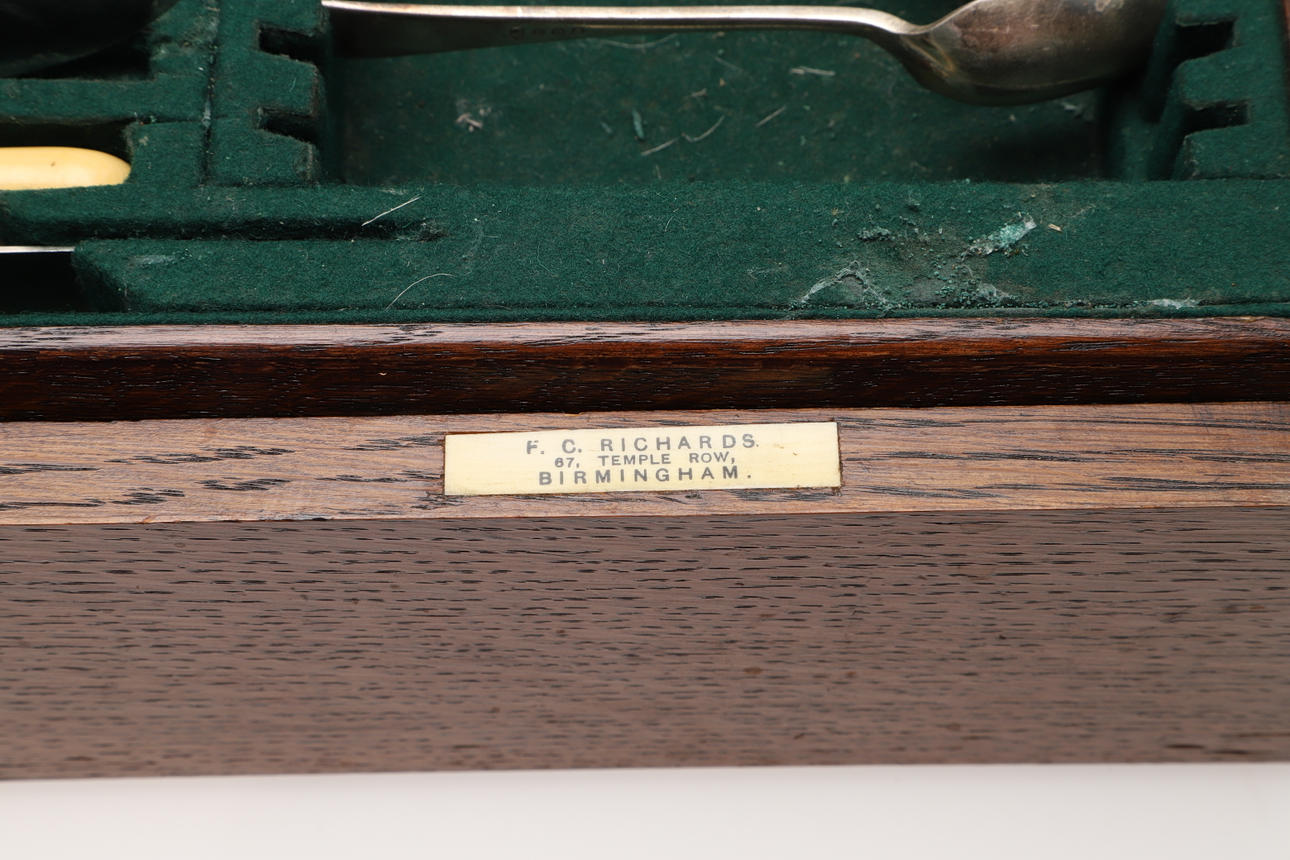 F. C. RICHARDS.
67, TEMPLE ROW,
BIRMINGHAM.